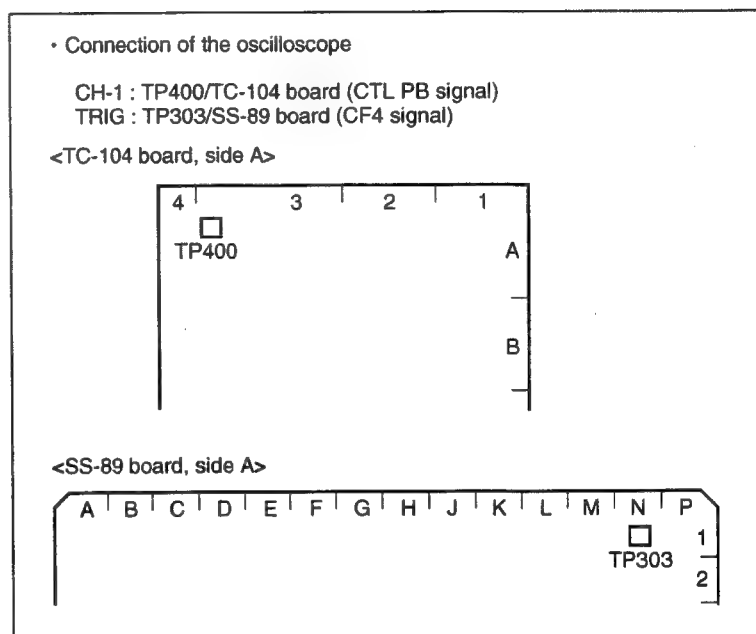 · Connection of the oscilloscope
CH-1 : TP400/TC-104 board (CTL PB signal)
TRIG : TP303/SS-89 board (CF4 signal)
<TC-104 board, side A>
4 3 2 1
TP400
A
B
<SS-89 board, side A>
A B C D E F G H J K L M N P
1
TP303
2